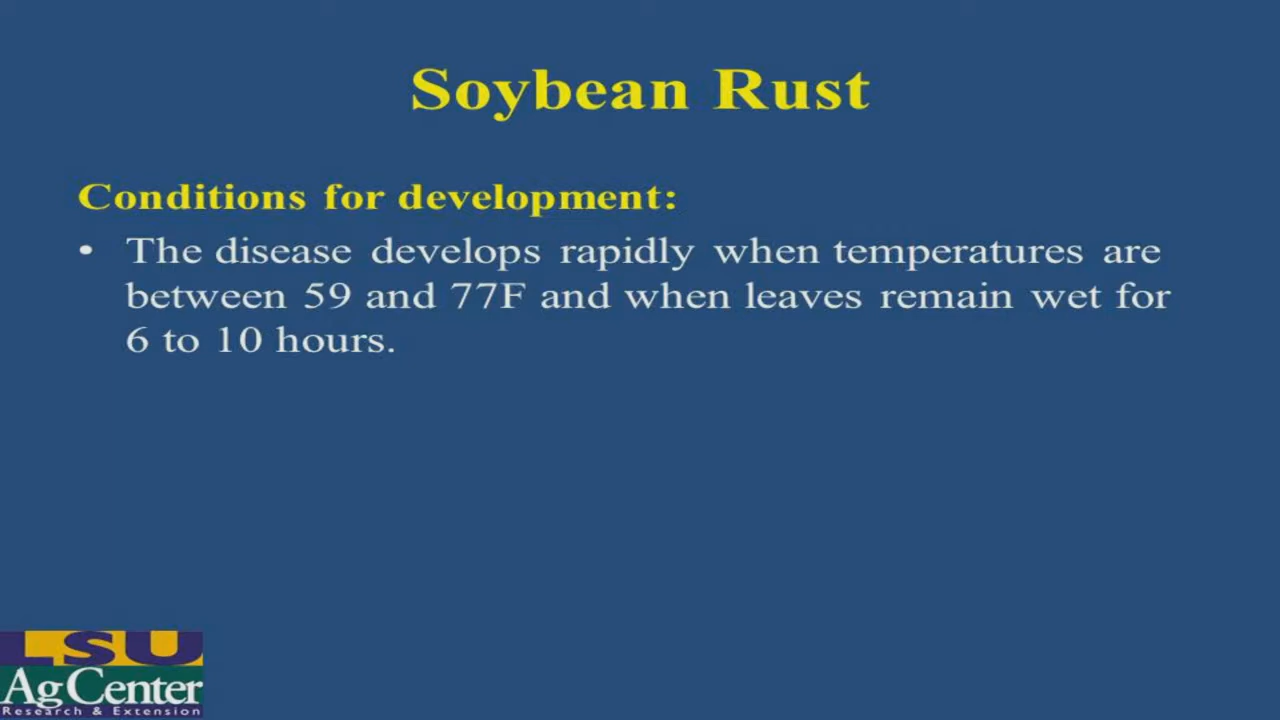 Soybean Rust
Conditions for development:
• The disease develops rapidly when temperatures are
between 59 and 77F and when leaves remain wet for
6 to 10 hours.
LSU
AgCenter
Research & Extension